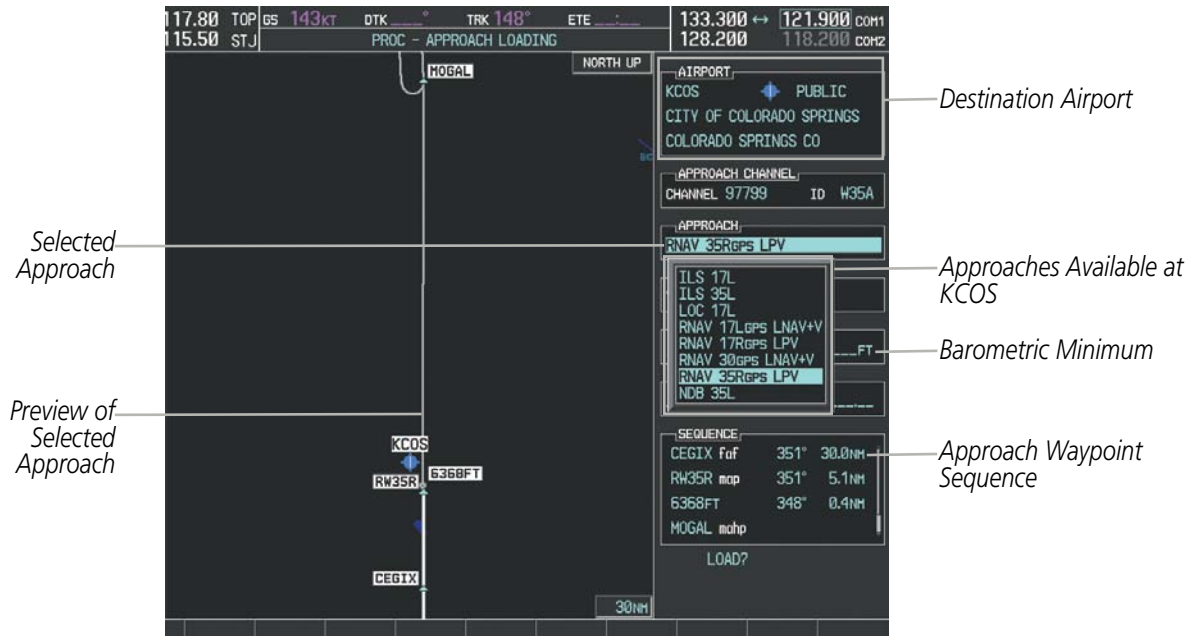 117.80 TOP GS 143KT DTK ___° TRK 148° ETE __:__ 133.300 ↔ 121.900 COM1
115.50 STJ PROC - APPROACH LOADING 128.200 118.200 COM2
MOGAL
NORTH UP
AIRPORT
KCOS PUBLIC
CITY OF COLORADO SPRINGS
COLORADO SPRINGS CO
Destination Airport
APPROACH CHANNEL
CHANNEL 97799 ID W35A
APPROACH
RNAV 35RGPS LPV
Selected
Approach
ILS 17L
ILS 35L
LOC 17L
RNAV 17LGPS LNAV+V
RNAV 17RGPS LPV
RNAV 30GPS LNAV+V
RNAV 35RGPS LPV
NDB 35L
Approaches Available at
KCOS
___FT
Barometric Minimum
__:__
Preview of
Selected
Approach
KCOS
RW35R
6368FT
CEGIX
30NM
SEQUENCE
CEGIX faf 351° 30.0NM
RW35R map 351° 5.1NM
6368FT 348° 0.4NM
MOGAL mahp
Approach Waypoint
Sequence
LOAD?